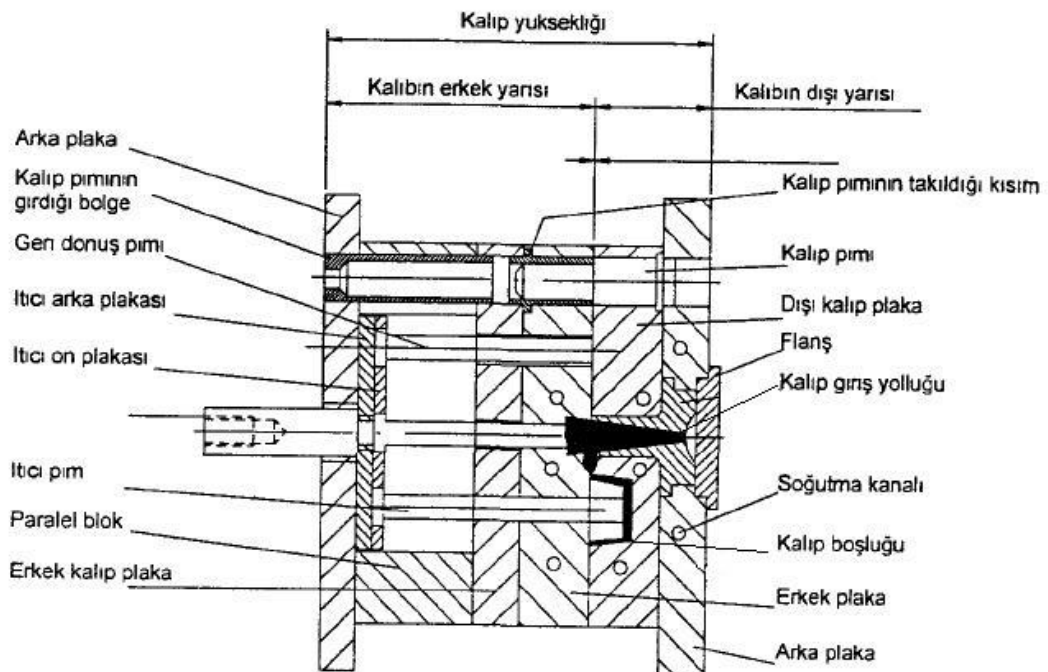 Kalıp yuksekliği
Kalıbın erkek yarısı
Kalıbın dışı yarısı
Arka plaka
Kalıp pımının
gırdığı bolge
Gerı donuş pımı
Itıcı arka plakası
Itıcı on plakası
Itıcı pım
Paralel blok
Erkek kalıp plaka
Kalıp pımının takıldığı kısım
Kalıp pımı
Dışı kalıp plaka
Flanş
Kalıp gırış yolluğu
Soğutma kanalı
Kalıp boşluğu
Erkek plaka
Arka plaka